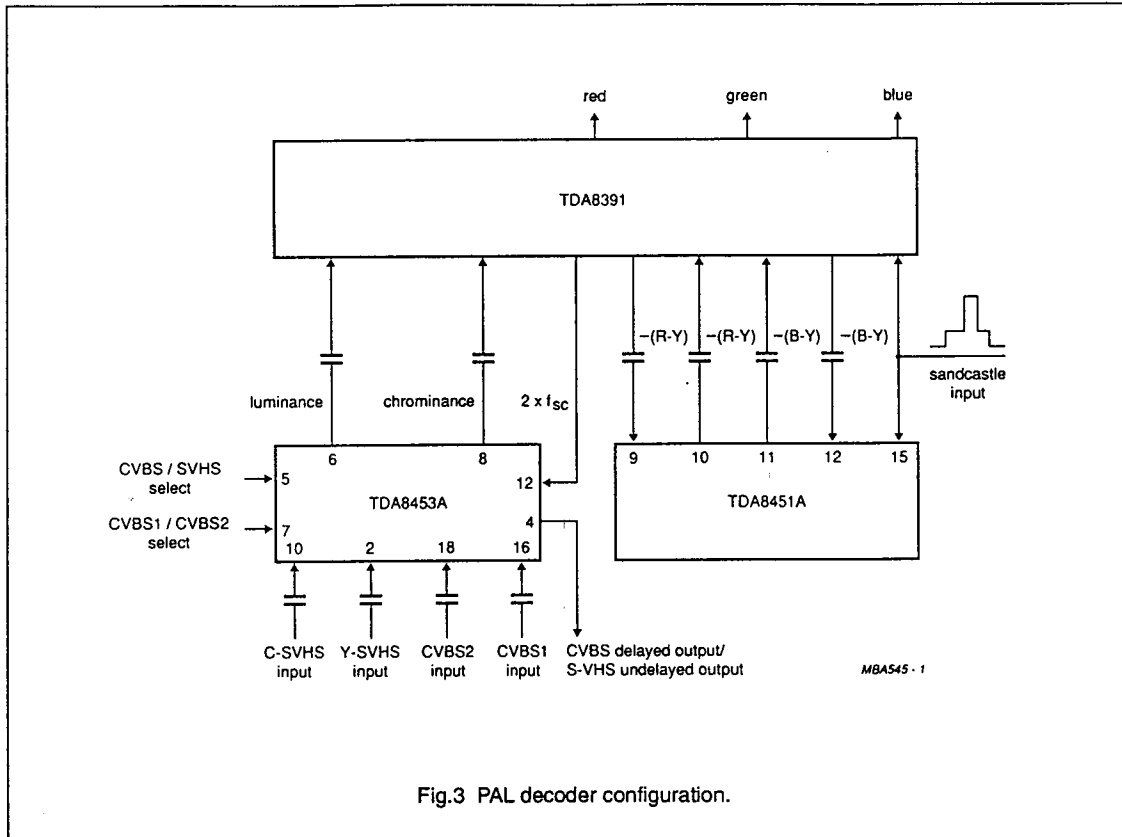 red green blue
TDA8391
−(R-Y) −(R-Y) −(B-Y) −(B-Y)
sandcastle
input
luminance chrominance 2 x fsc
6 8 9 10 11 12 15
CVBS / SVHS
select
5 12
TDA8453A TDA8451A
CVBS1 / CVBS2
select
7 4
10 2 18 16
C-SVHS
input
Y-SVHS
input
CVBS2
input
CVBS1
input
CVBS delayed output/
S-VHS undelayed output
MBA545 - 1
Fig.3 PAL decoder configuration.